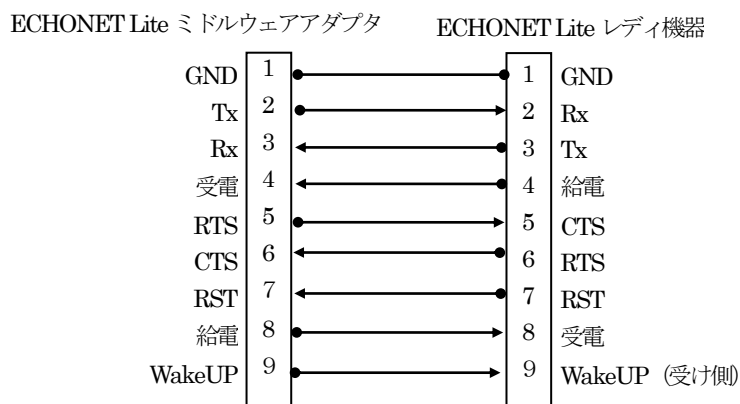 ECHONET Lite ミドルウェアアダプタ ECHONET Lite レディ機器
GND 1 1 GND
Tx 2 2 Rx
Rx 3 3 Tx
受電 4 4 給電
RTS 5 5 CTS
CTS 6 6 RTS
RST 7 7 RST
給電 8 8 受電
WakeUP 9 9 WakeUP (受け側)